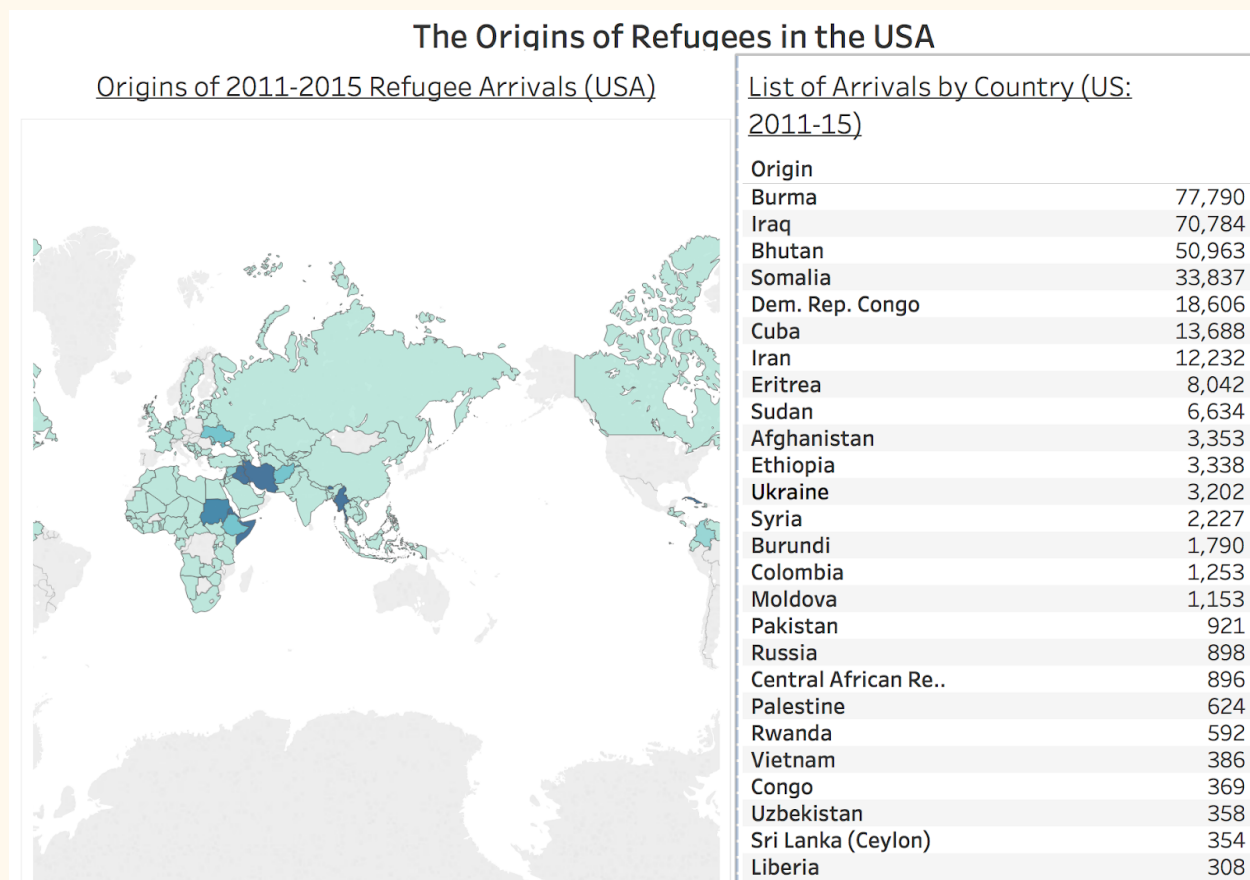 The Origins of Refugees in the USA
Origins of 2011-2015 Refugee Arrivals (USA)
List of Arrivals by Country (US:
2011-15)
Origin
Burma 77,790
Iraq 70,784
Bhutan 50,963
Somalia 33,837
Dem. Rep. Congo 18,606
Cuba 13,688
Iran 12,232
Eritrea 8,042
Sudan 6,634
Afghanistan 3,353
Ethiopia 3,338
Ukraine 3,202
Syria 2,227
Burundi 1,790
Colombia 1,253
Moldova 1,153
Pakistan 921
Russia 898
Central African Re.. 896
Palestine 624
Rwanda 592
Vietnam 386
Congo 369
Uzbekistan 358
Sri Lanka (Ceylon) 354
Liberia 308